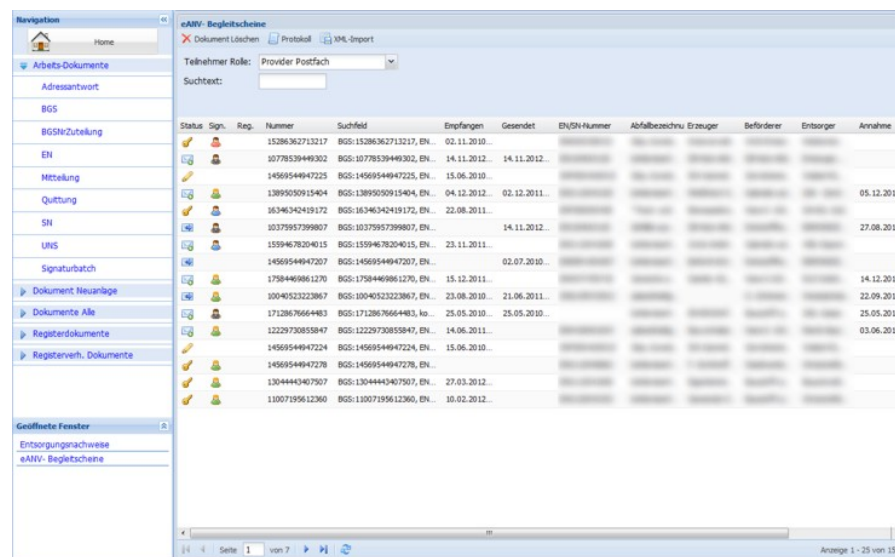 Navigation
Home
Arbeits-Dokumente
Adressantwort
BGS
BGSNrZuteilung
EN
Mitteilung
Quittung
SN
UNS
Signaturbatch
Dokument Neuanlage
Dokumente Alle
Registerdokumente
Registerverh. Dokumente
Geöffnete Fenster
Entsorgungsnachweise
eANV- Begleitscheine
eANV- Begleitscheine
Dokument Löschen Protokoll XML-Import
Teilnehmer Rolle: Provider Postfach
Suchtext:
Status Sign. Reg. Nummer Suchfeld Empfangen Gesendet EN/SN-Nummer Abfallbezeichnu Erzeuger Beförderer Entsorger Annahme
15286362713217 BGS:15286362713217, EN... 02.11.2010...
10778539449302 BGS:10778539449302, EN... 14.11.2012... 14.11.2012...
14569544947225 BGS:14569544947225, EN... 15.06.2010...
13895050915404 BGS:13895050915404, EN... 04.12.2012... 02.12.2011... 05.12.201
16346342419172 BGS:16346342419172, EN... 22.08.2011...
10375957399807 BGS:10375957399807, EN... 14.11.2012... 27.08.201
15594678204015 BGS:15594678204015, EN... 23.11.2011...
14569544947207 BGS:14569544947207, EN... 02.07.2010...
17584469861270 BGS:17584469861270, EN... 15.12.2011... 14.12.201
10040523223867 BGS:10040523223867, EN... 23.08.2010... 21.06.2011... 22.09.201
17128676664483 BGS:17128676664483, ko... 25.05.2010... 25.05.2010... 25.05.201
12229730855847 BGS:12229730855847, EN... 14.06.2011... 03.06.201
14569544947224 BGS:14569544947224, EN... 15.06.2010...
14569544947278 BGS:14569544947278, EN...
13044443407507 BGS:13044443407507, EN... 27.03.2012...
11007195612360 BGS:11007195612360, EN... 10.02.2012...
Seite 1 von 7 Anzeige 1 - 25 von 15